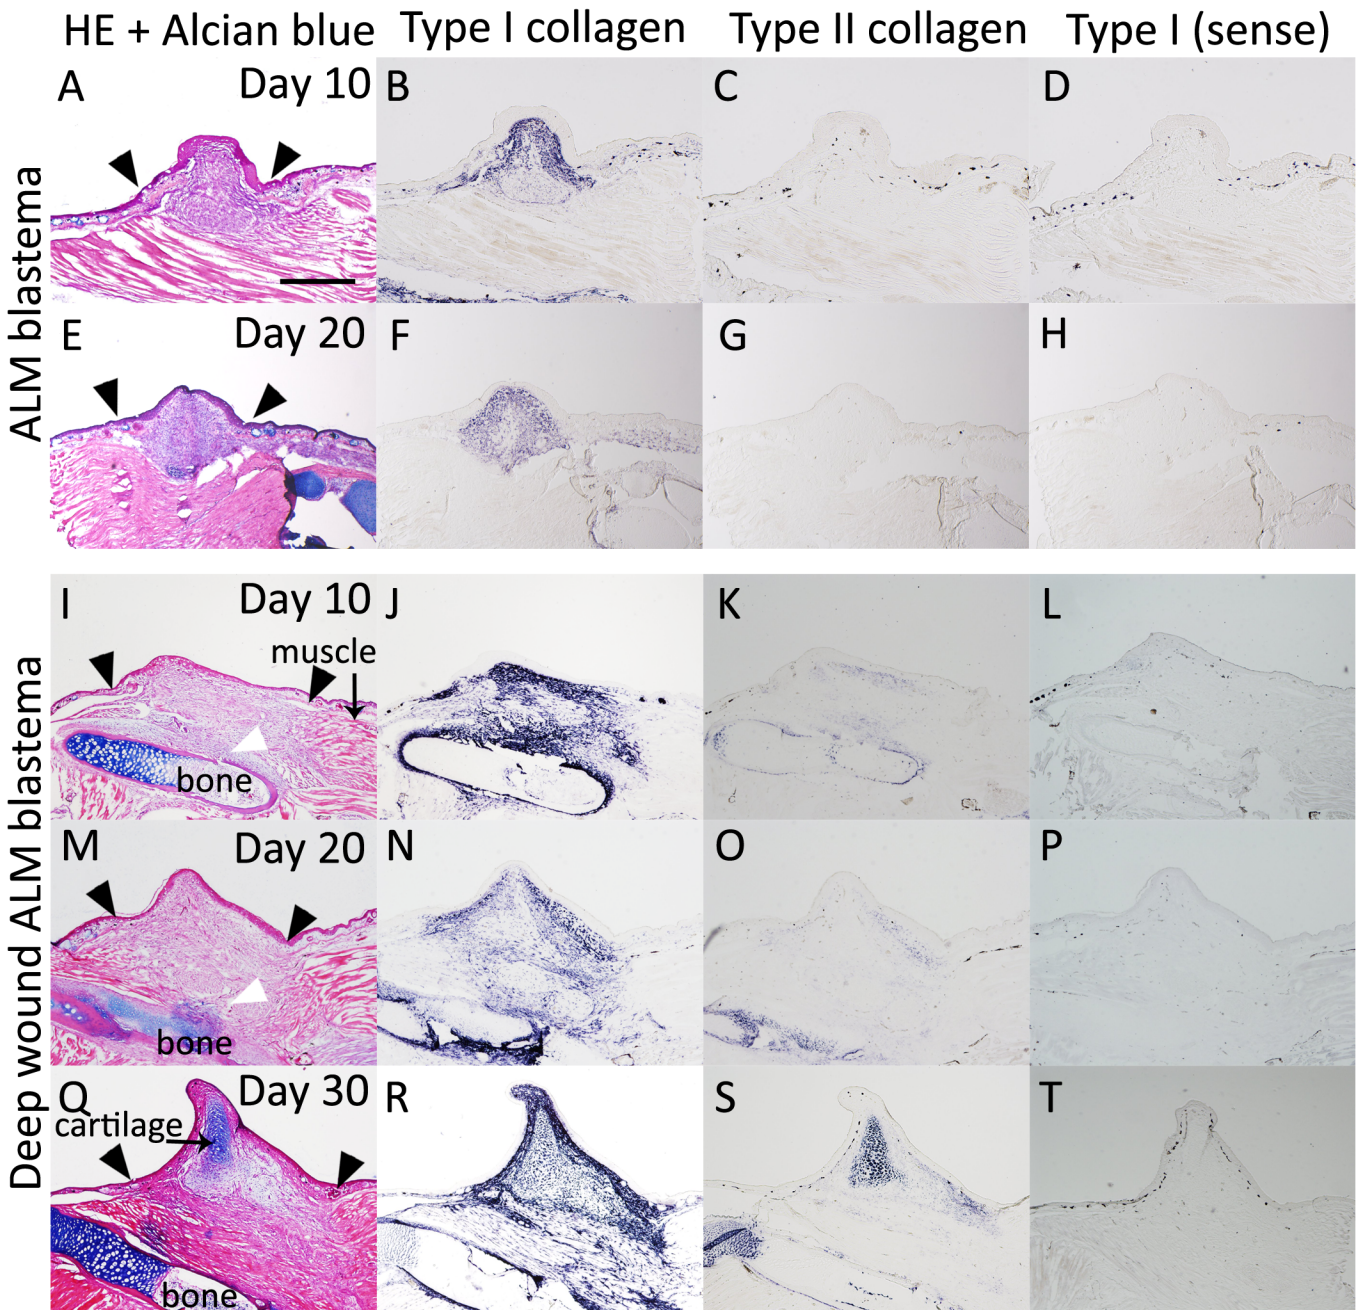 HE + Alcian blue
Type I collagen
Type II collagen
Type I (sense)
ALM blastema
A
Day 10
B
C
D
E
Day 20
F
G
H
Deep wound ALM blastema
I
Day 10
muscle
bone
J
K
L
M
Day 20
bone
N
O
P
Q
Day 30
cartilage
bone
R
S
T